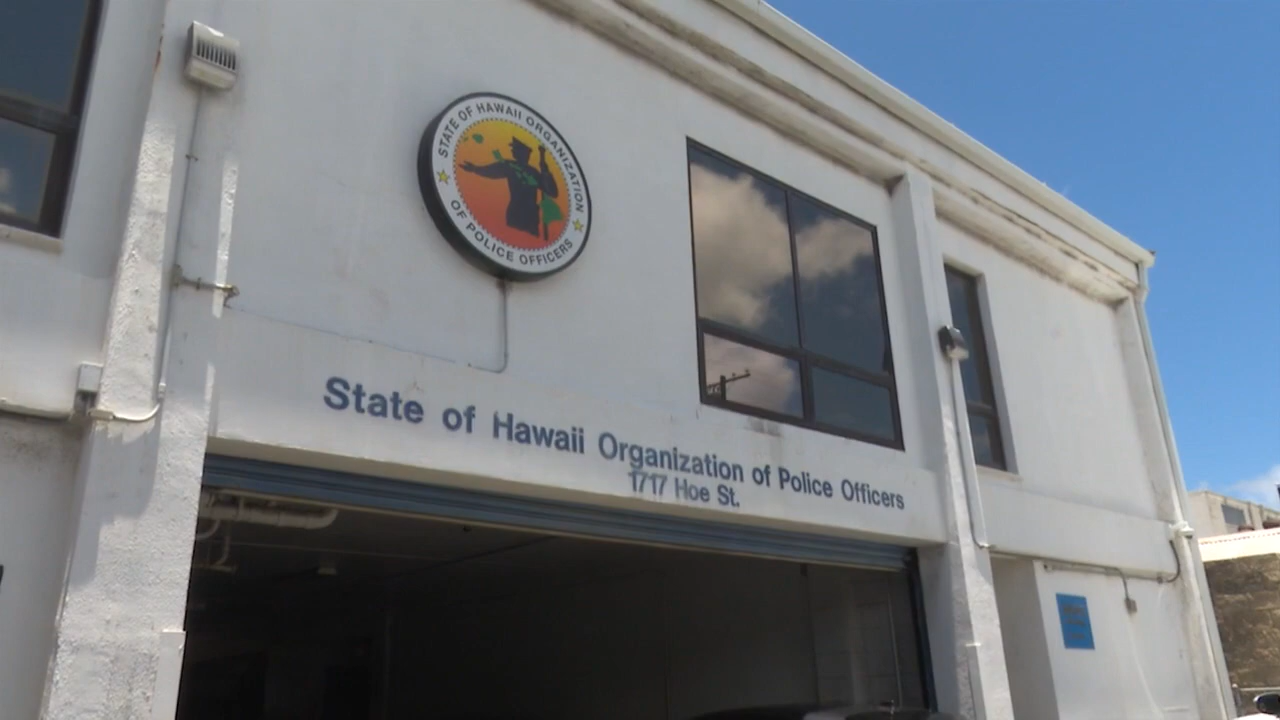 STATE OF HAWAII ORGANIZATION
OF POLICE OFFICERS
State of Hawaii Organization of Police Officers
1717 Hoe St.